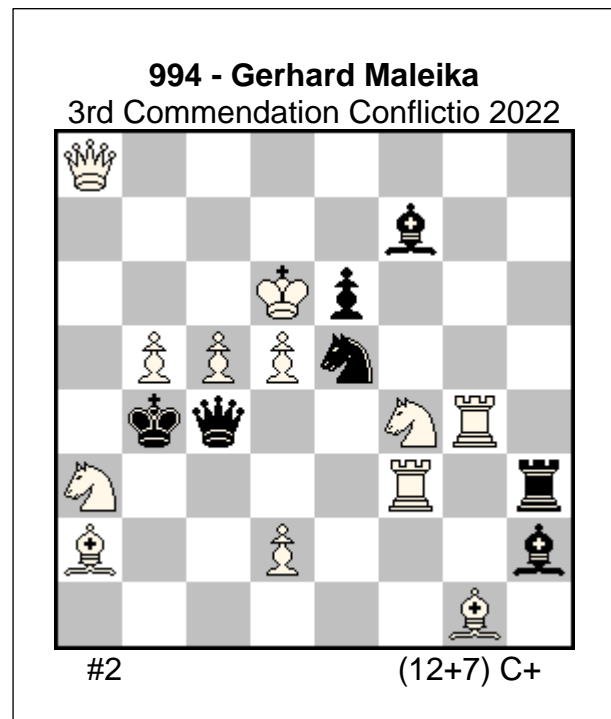 994 - Gerhard Maleika
3rd Commendation Conflictio 2022
#2 (12+7) C+